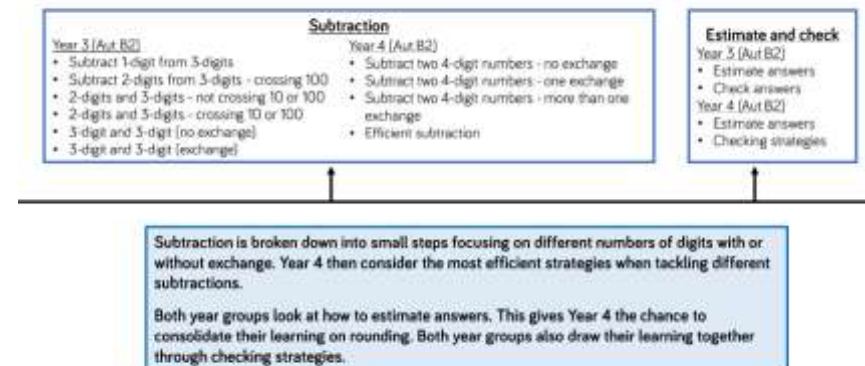 Subtraction
Year 3 (Aut B2)
• Subtract 1-digit from 3-digits
• Subtract 2-digits from 3-digits - crossing 100
• 2-digits and 3-digits - not crossing 10 or 100
• 2-digits and 3-digits - crossing 10 or 100
• 3-digit and 3-digit (no exchange)
• 3-digit and 3-digit (exchange)
Year 4 (Aut B2)
• Subtract two 4-digit numbers - no exchange
• Subtract two 4-digit numbers - one exchange
• Subtract two 4-digit numbers - more than one
exchange
• Efficient subtraction
Estimate and check
Year 3 (Aut B2)
• Estimate answers
• Check answers
Year 4 (Aut B2)
• Estimate answers
• Checking strategies
Subtraction is broken down into small steps focusing on different numbers of digits with or
without exchange. Year 4 then consider the most efficient strategies when tackling different
subtractions.
Both year groups look at how to estimate answers. This gives Year 4 the chance to
consolidate their learning on rounding. Both year groups also draw their learning together
through checking strategies.